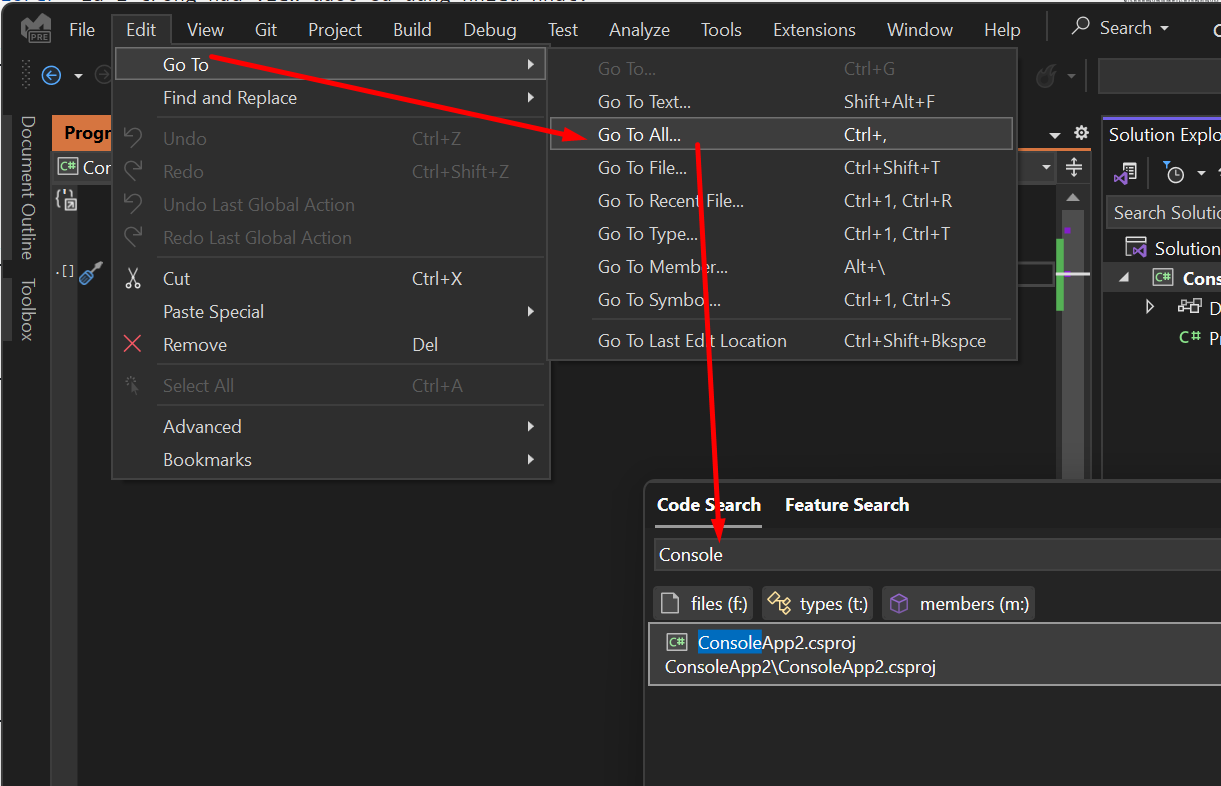 PRE
File Edit View Git Project Build Debug Test Analyze Tools Extensions Window Help Search
Go To
Find and Replace
Undo Ctrl+Z
Redo Ctrl+Shift+Z
Undo Last Global Action
Redo Last Global Action
Cut Ctrl+X
Paste Special
Remove Del
Select All Ctrl+A
Advanced
Bookmarks
Go To... Ctrl+G
Go To Text... Shift+Alt+F
Go To All... Ctrl+,
Go To File... Ctrl+Shift+T
Go To Recent File... Ctrl+1, Ctrl+R
Go To Type... Ctrl+1, Ctrl+T
Go To Member... Alt+\
Go To Symbol... Ctrl+1, Ctrl+S
Go To Last Edit Location Ctrl+Shift+Bkspce
Document Outline
Toolbox
Progr
C# Con
Solution Explo
Search Solutio
Solution
C# Cons
D
C# Pr
Code Search Feature Search
Console
files (f:) types (t:) members (m:)
C# ConsoleApp2.csproj
ConsoleApp2\ConsoleApp2.csproj